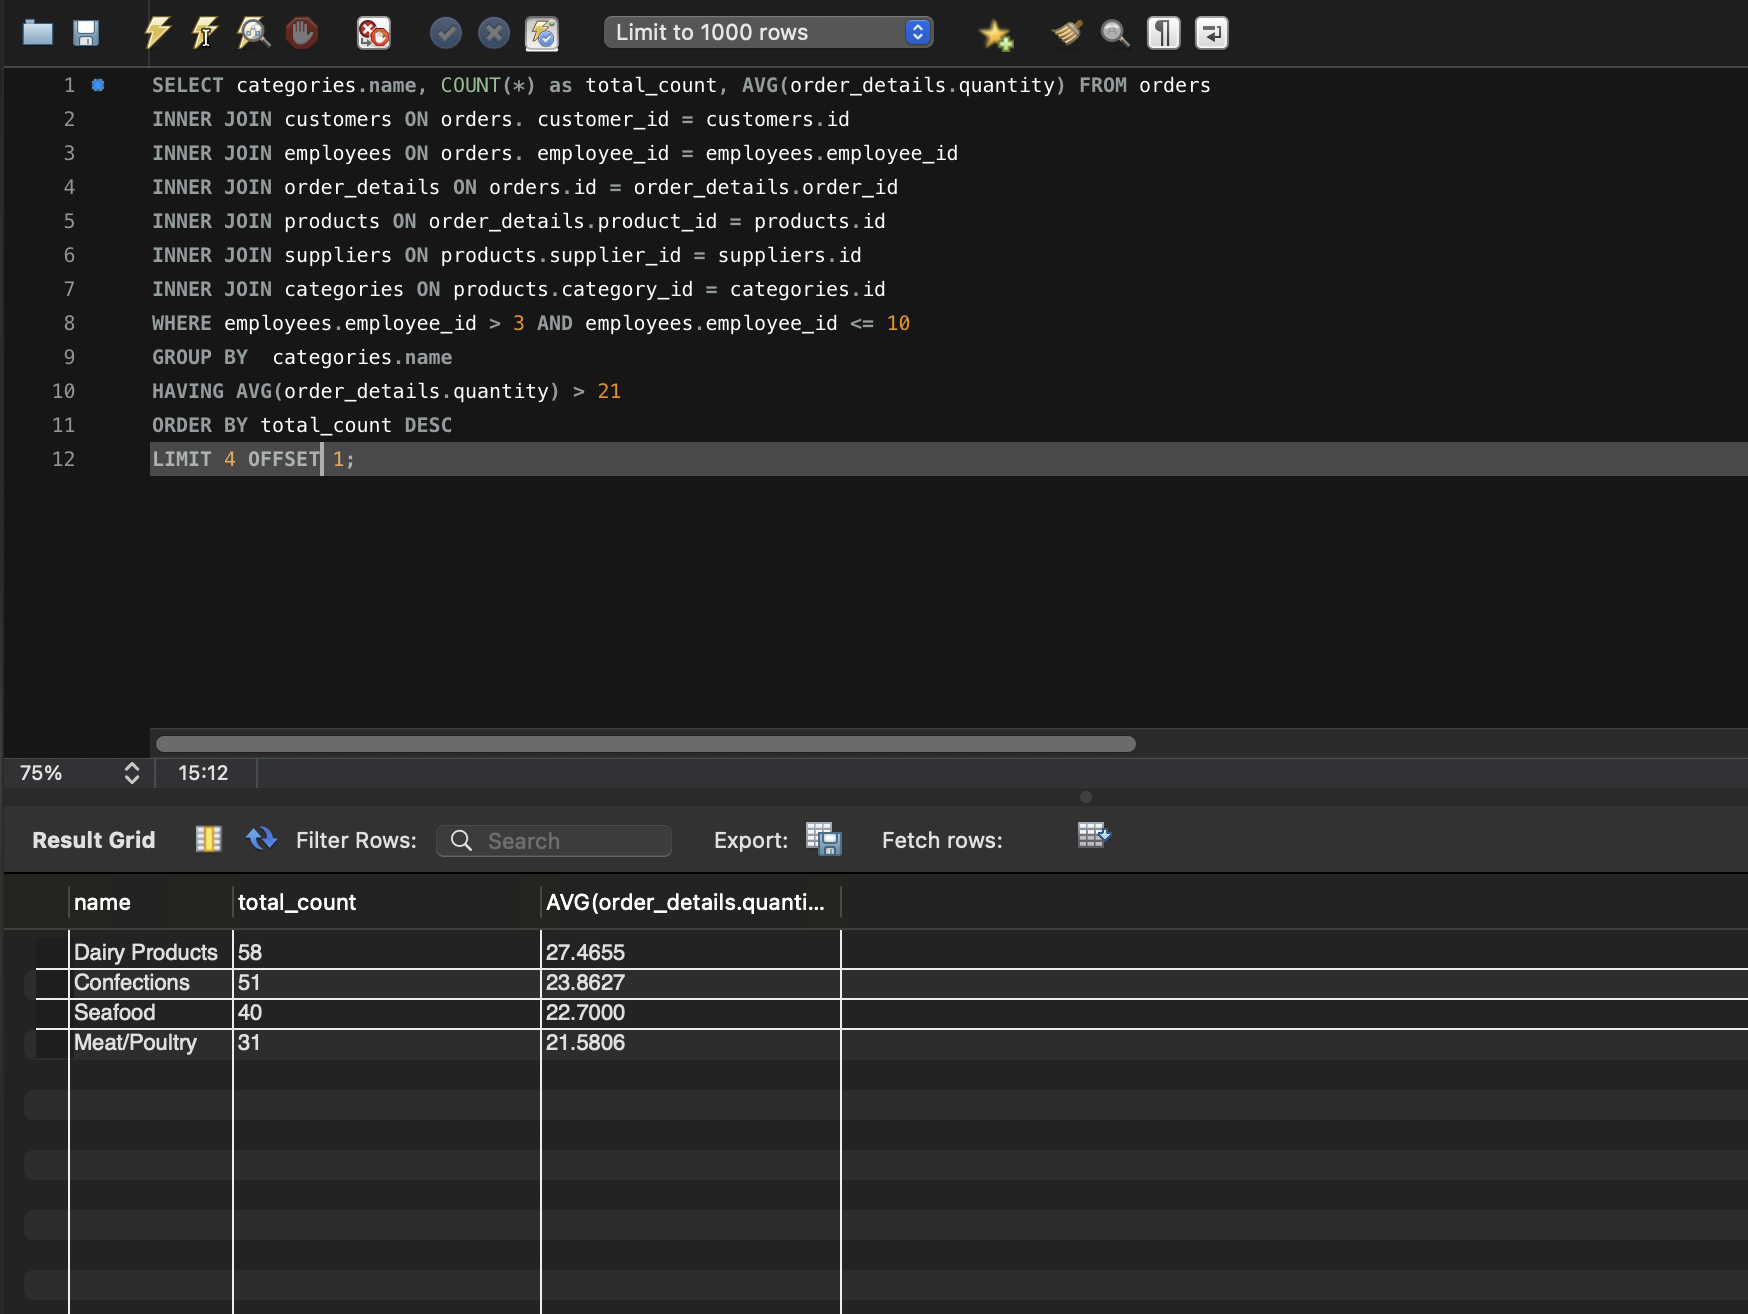 Limit to 1000 rows
1 SELECT categories.name, COUNT(*) as total_count, AVG(order_details.quantity) FROM orders
2 INNER JOIN customers ON orders. customer_id = customers.id
3 INNER JOIN employees ON orders. employee_id = employees.employee_id
4 INNER JOIN order_details ON orders.id = order_details.order_id
5 INNER JOIN products ON order_details.product_id = products.id
6 INNER JOIN suppliers ON products.supplier_id = suppliers.id
7 INNER JOIN categories ON products.category_id = categories.id
8 WHERE employees.employee_id > 3 AND employees.employee_id <= 10
9 GROUP BY  categories.name
10 HAVING AVG(order_details.quantity) > 21
11 ORDER BY total_count DESC
12 LIMIT 4 OFFSET 1;
75% 15:12
Result Grid Filter Rows: Search Export: Fetch rows:
name total_count AVG(order_details.quanti...
Dairy Products 58 27.4655
Confections 51 23.8627
Seafood 40 22.7000
Meat/Poultry 31 21.5806